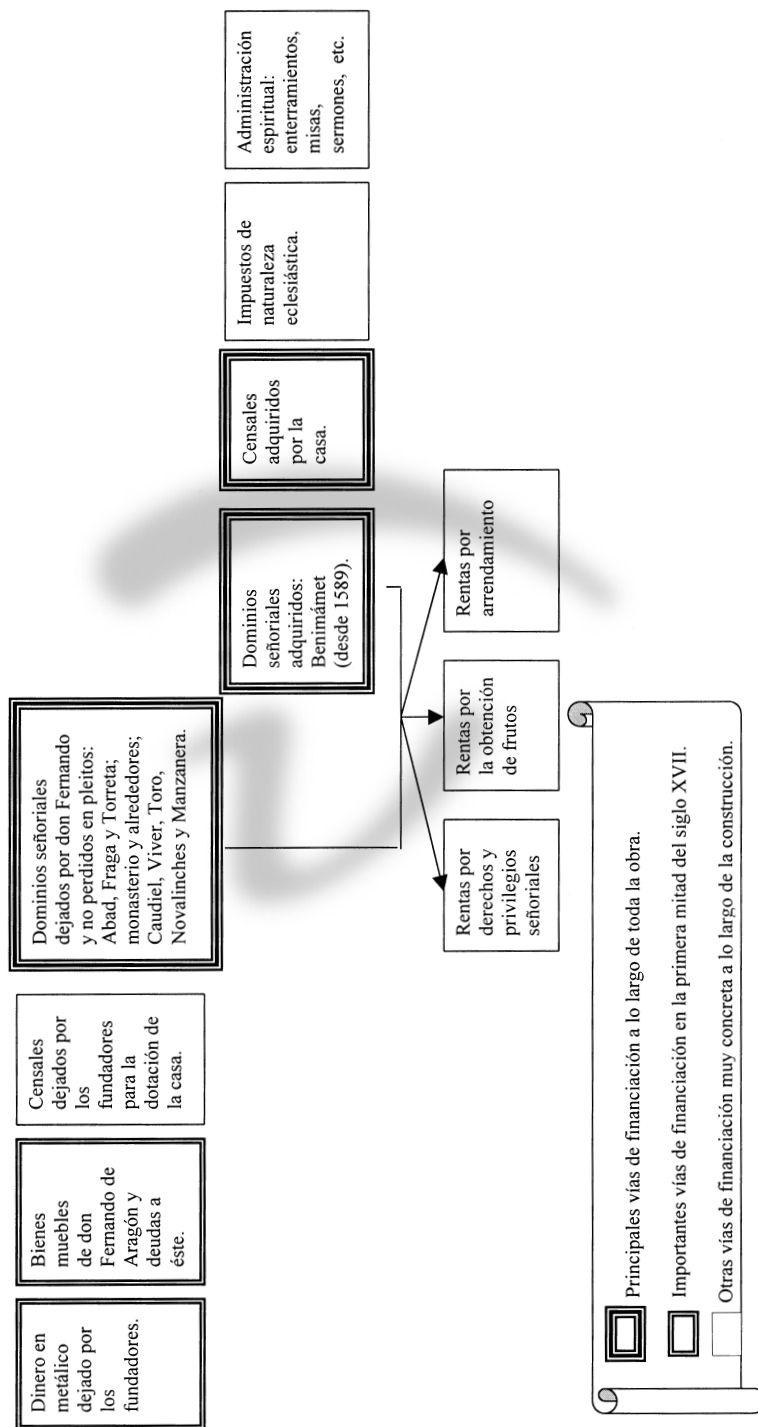 Dinero en
metálico
dejado por
los
fundadores.
Bienes
muebles
de don
Fernando de
Aragón y
deudas a
éste.
Censales
dejados por
los
fundadores
para la
dotación de
la casa.
Dominios señoriales
dejados por don Fernando
y no perdidos en pleitos:
Abad, Fraga y Torreta;
monasterio y alrededores;
Caudiel, Viver, Toro,
Novalinches y Manzanera.
Dominios
señoriales
adquiridos:
Benimámet
(desde 1589).
Censales
adquiridos
por la
casa.
Impuestos de
naturaleza
eclesiástica.
Administración
espiritual:
enterramientos,
misas,
sermones, etc.
Rentas por
derechos y
privilegios
señoriales
Rentas por
la obtención
de frutos
Rentas por
arrendamiento
Principales vías de financiación a lo largo de toda la obra.
Importantes vías de financiación en la primera mitad del siglo XVII.
Otras vías de financiación muy concreta a lo largo de la construcción.